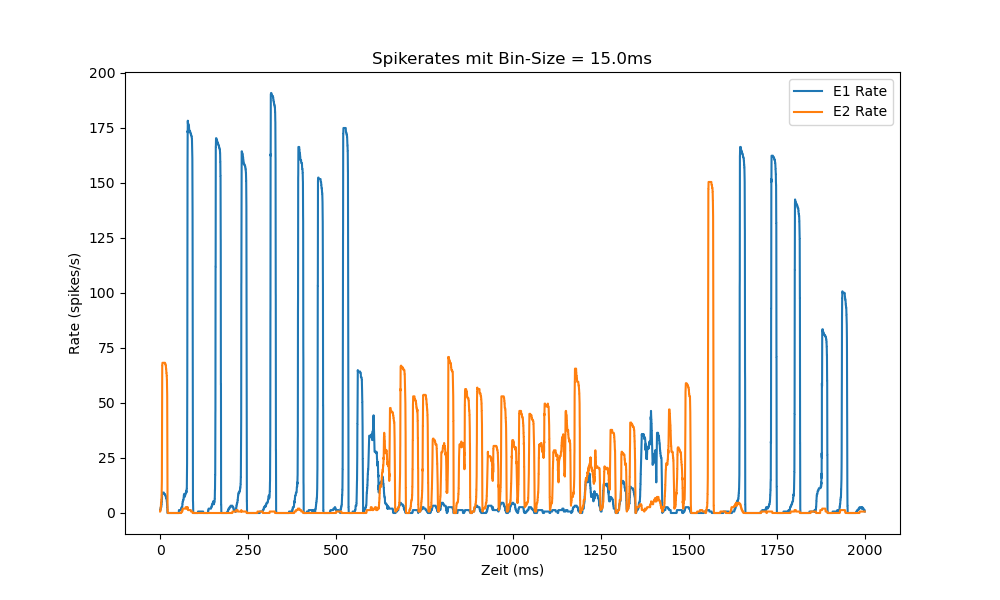 Spikerates mit Bin-Size = 15.0ms
E1 Rate
E2 Rate
Rate (spikes/s)
200
175
150
125
100
75
50
25
0
0 250 500 750 1000 1250 1500 1750 2000
Zeit (ms)